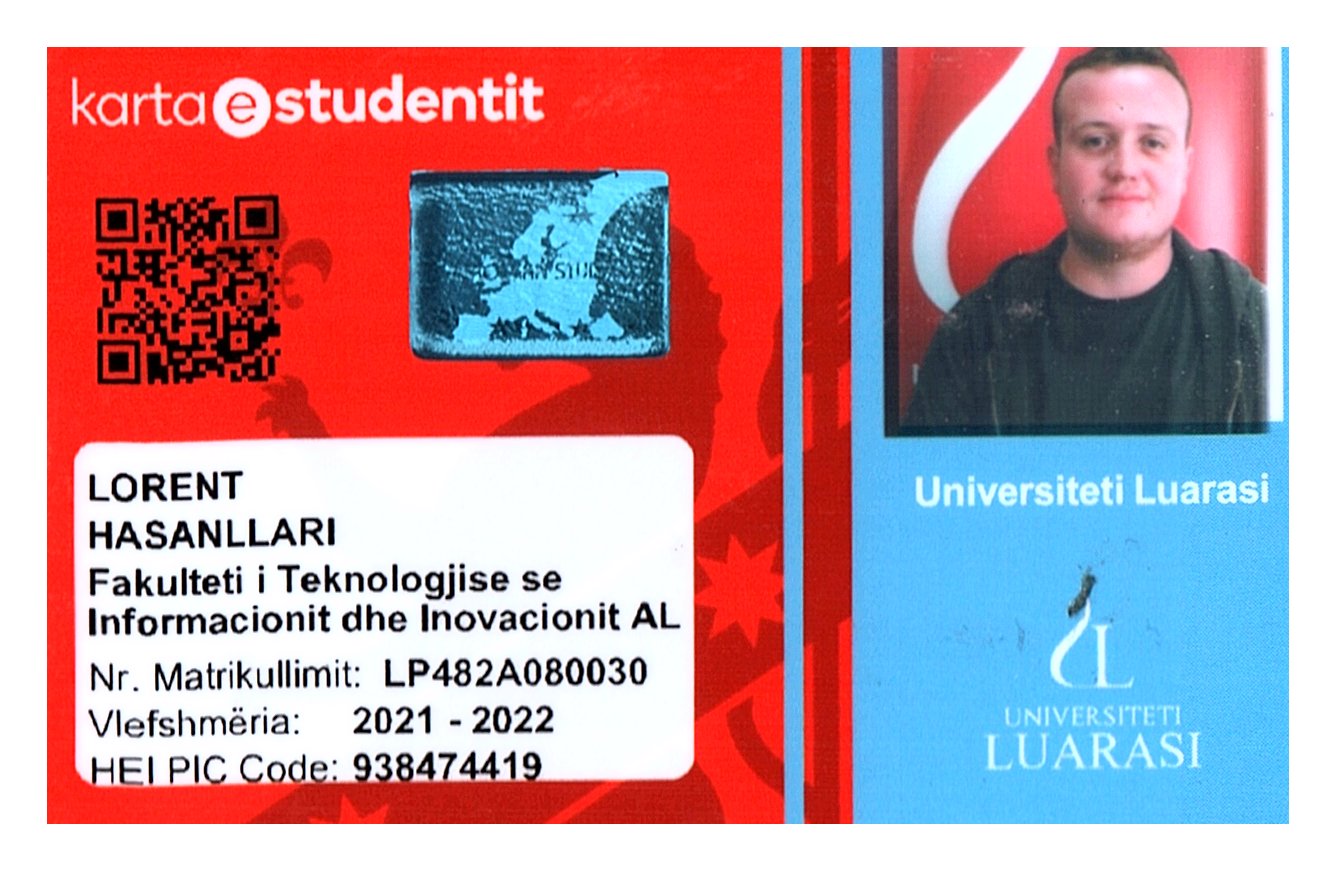 karta e studentit
LORENT
HASANLLARI
Fakulteti i Teknologjise se
Informacionit dhe Inovacionit AL
Nr. Matrikullimit: LP482A080030
Vlefshmëria: 2021 - 2022
HEI PIC Code: 938474419
Universiteti Luarasi
UNIVERSITETI
LUARASI